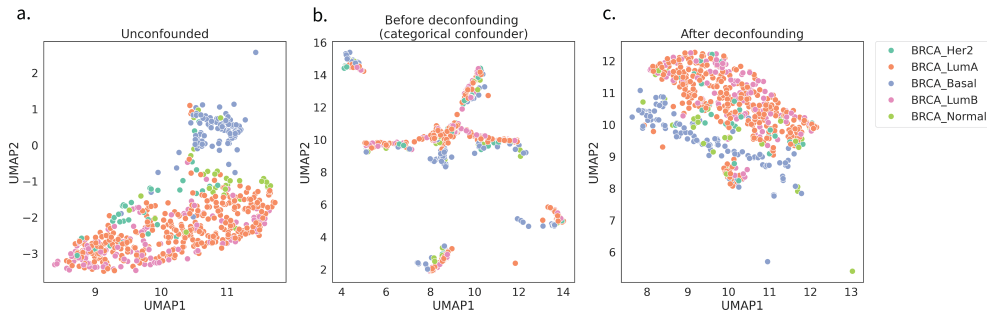 a.
Unconfounded
2
1
0
−1
−2
−3
9
10
11
UMAP1
UMAP2
b.
Before deconfounding
(categorical confounder)
16
14
12
10
8
6
4
2
4
6
8
10
12
14
UMAP1
UMAP2
c.
After deconfounding
12
11
10
9
8
7
6
8
9
10
11
12
13
UMAP1
UMAP2
BRCA_Her2
BRCA_LumA
BRCA_Basal
BRCA_LumB
BRCA_Normal